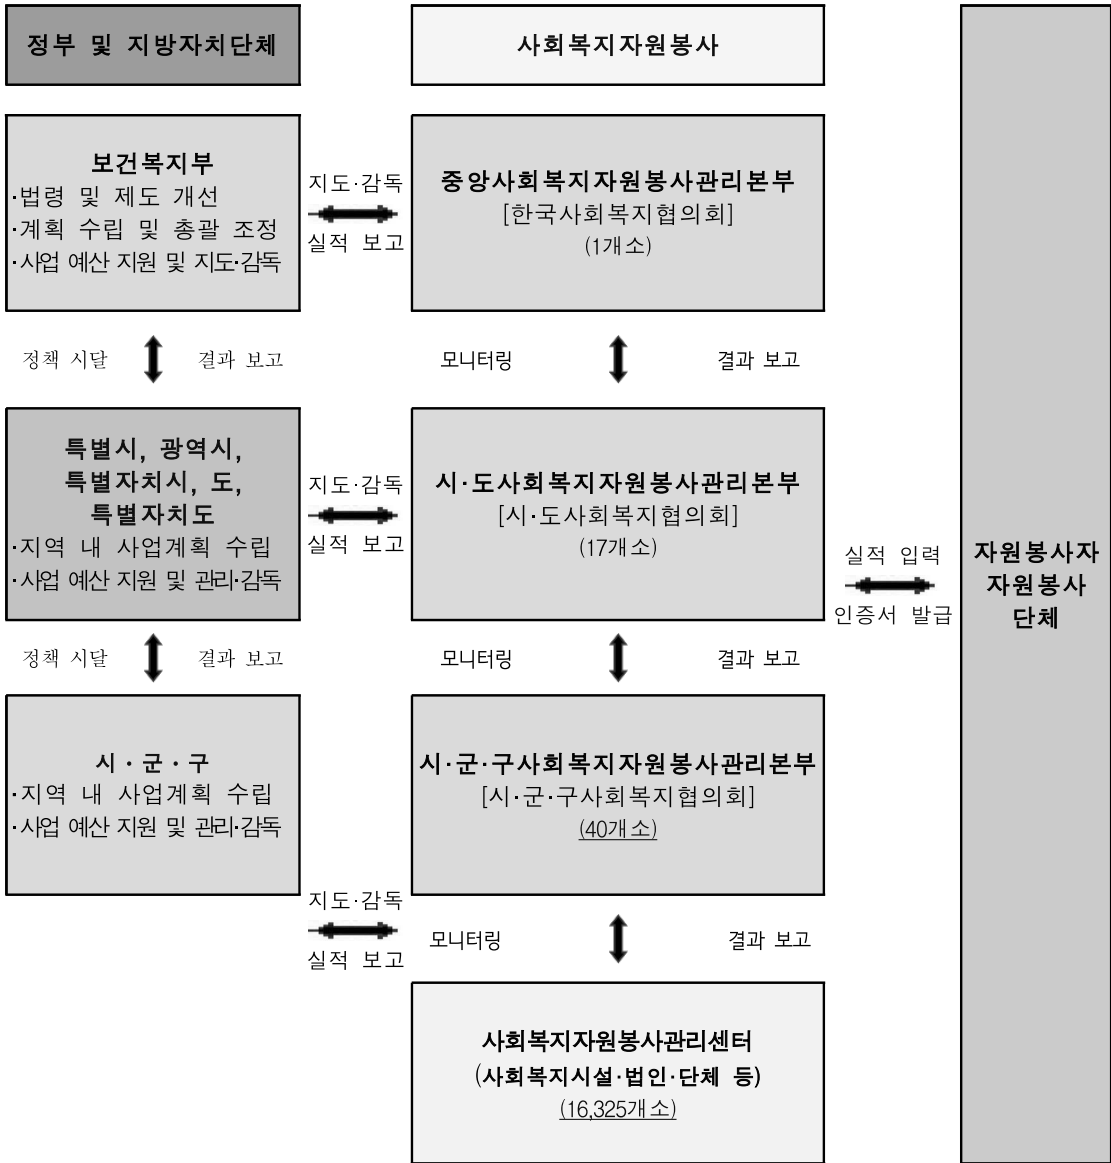 정부 및 지방자치단체
사회복지자원봉사
보건복지부
·법령 및 제도 개선
·계획 수립 및 총괄 조정
·사업 예산 지원 및 지도·감독
지도·감독
실적 보고
중앙사회복지자원봉사관리본부
[한국사회복지협의회]
(1개소)
정책 시달
결과 보고
모니터링
결과 보고
특별시, 광역시,
특별자치시, 도,
특별자치도
·지역 내 사업계획 수립
·사업 예산 지원 및 관리·감독
지도·감독
실적 보고
시·도사회복지자원봉사관리본부
[시·도사회복지협의회]
(17개소)
실적 입력
인증서 발급
자원봉사자
자원봉사
단체
정책 시달
결과 보고
모니터링
결과 보고
시·군·구
·지역 내 사업계획 수립
·사업 예산 지원 및 관리·감독
시·군·구사회복지자원봉사관리본부
[시·군·구사회복지협의회]
(40개소)
지도·감독
실적 보고
모니터링
결과 보고
사회복지자원봉사관리센터
(사회복지시설·법인·단체 등)
(16,325개소)